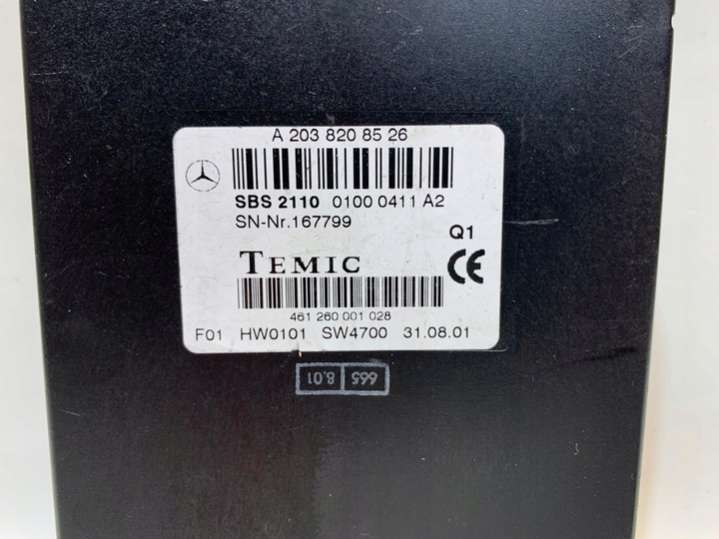 A 203 820 85 26
SBS 2110 0100 0411 A2
SN-Nr.167799
Q1
TEMIC
CE
461 260 001 028
F01 HW0101 SW4700 31.08.01
665 8.01